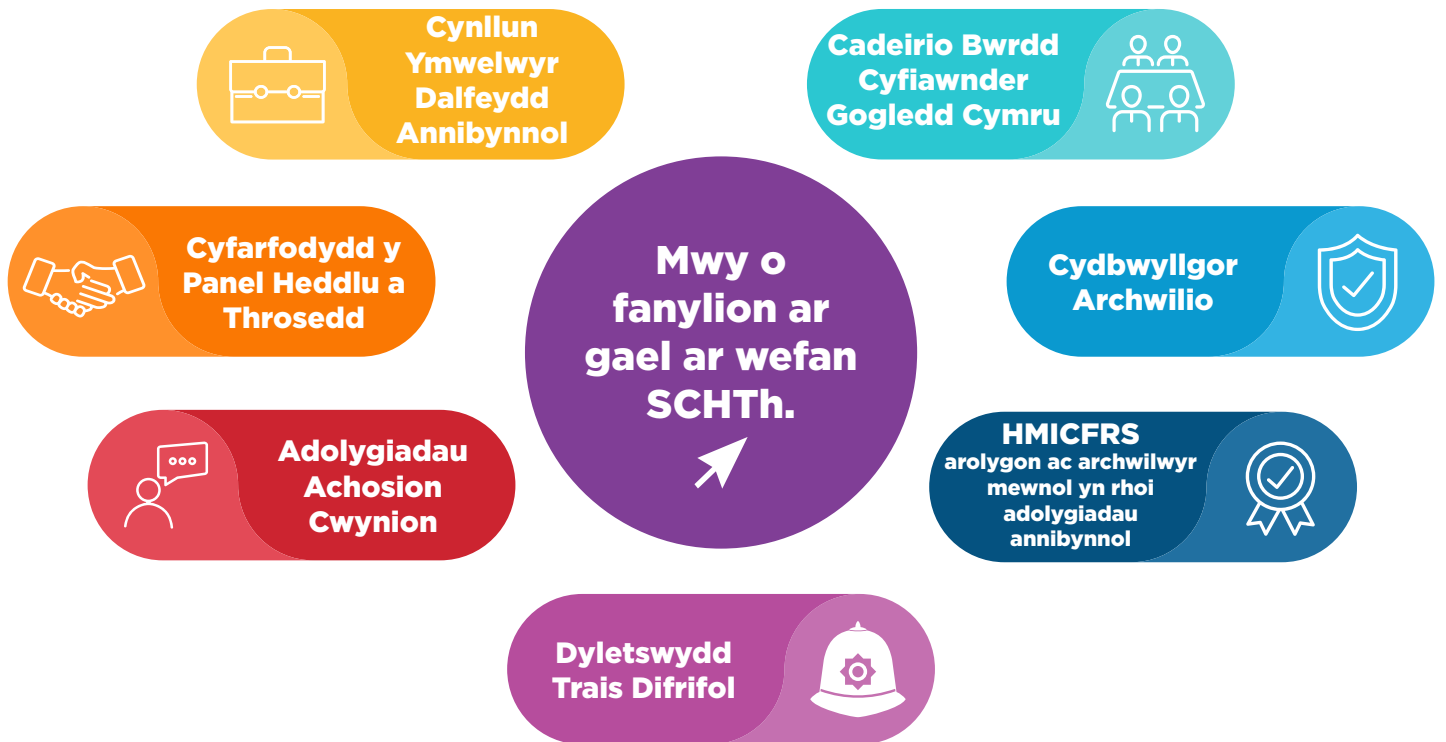 Cynllun
Ymwelwyr
Dalfeydd
Annibynnol
Cadeirio Bwrdd
Cyfiawnder
Gogledd Cymru
Cyfarfodydd y
Panel Heddlu a
Throsedd
Mwy o
fanylion ar
gael ar wefan
SCHTh.
Cydbwyllgor
Archwilio
Adolygiadau
Achosion
Cwynion
HMICFRS
arolygon ac archwilwyr
mewnol yn rhoi
adolygiadau
annibynnol
Dyletswydd
Trais Difrifol